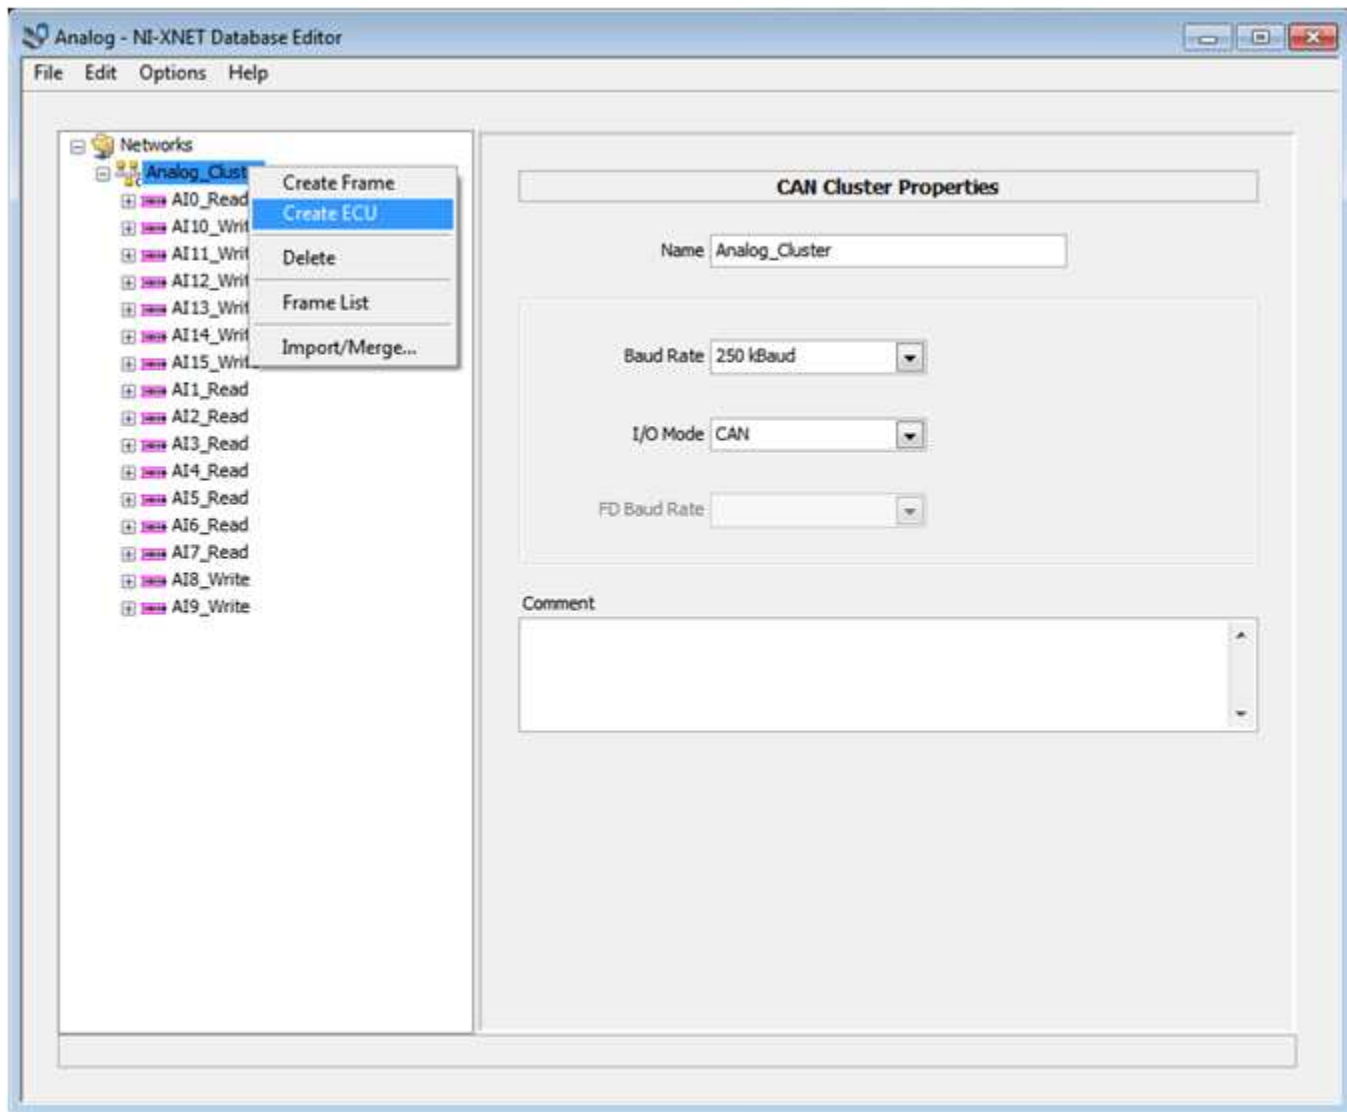 Analog - NI-XNET Database Editor
File Edit Options Help
Networks
Analog_Clust
AI0_Read
AI10_Writ
AI11_Writ
AI12_Writ
AI13_Writ
AI14_Writ
AI15_Writ
AI1_Read
AI2_Read
AI3_Read
AI4_Read
AI5_Read
AI6_Read
AI7_Read
AI8_Write
AI9_Write
Create Frame
Create ECU
Delete
Frame List
Import/Merge...
CAN Cluster Properties
Name Analog_Cluster
Baud Rate 250 kBaud
I/O Mode CAN
FD Baud Rate
Comment